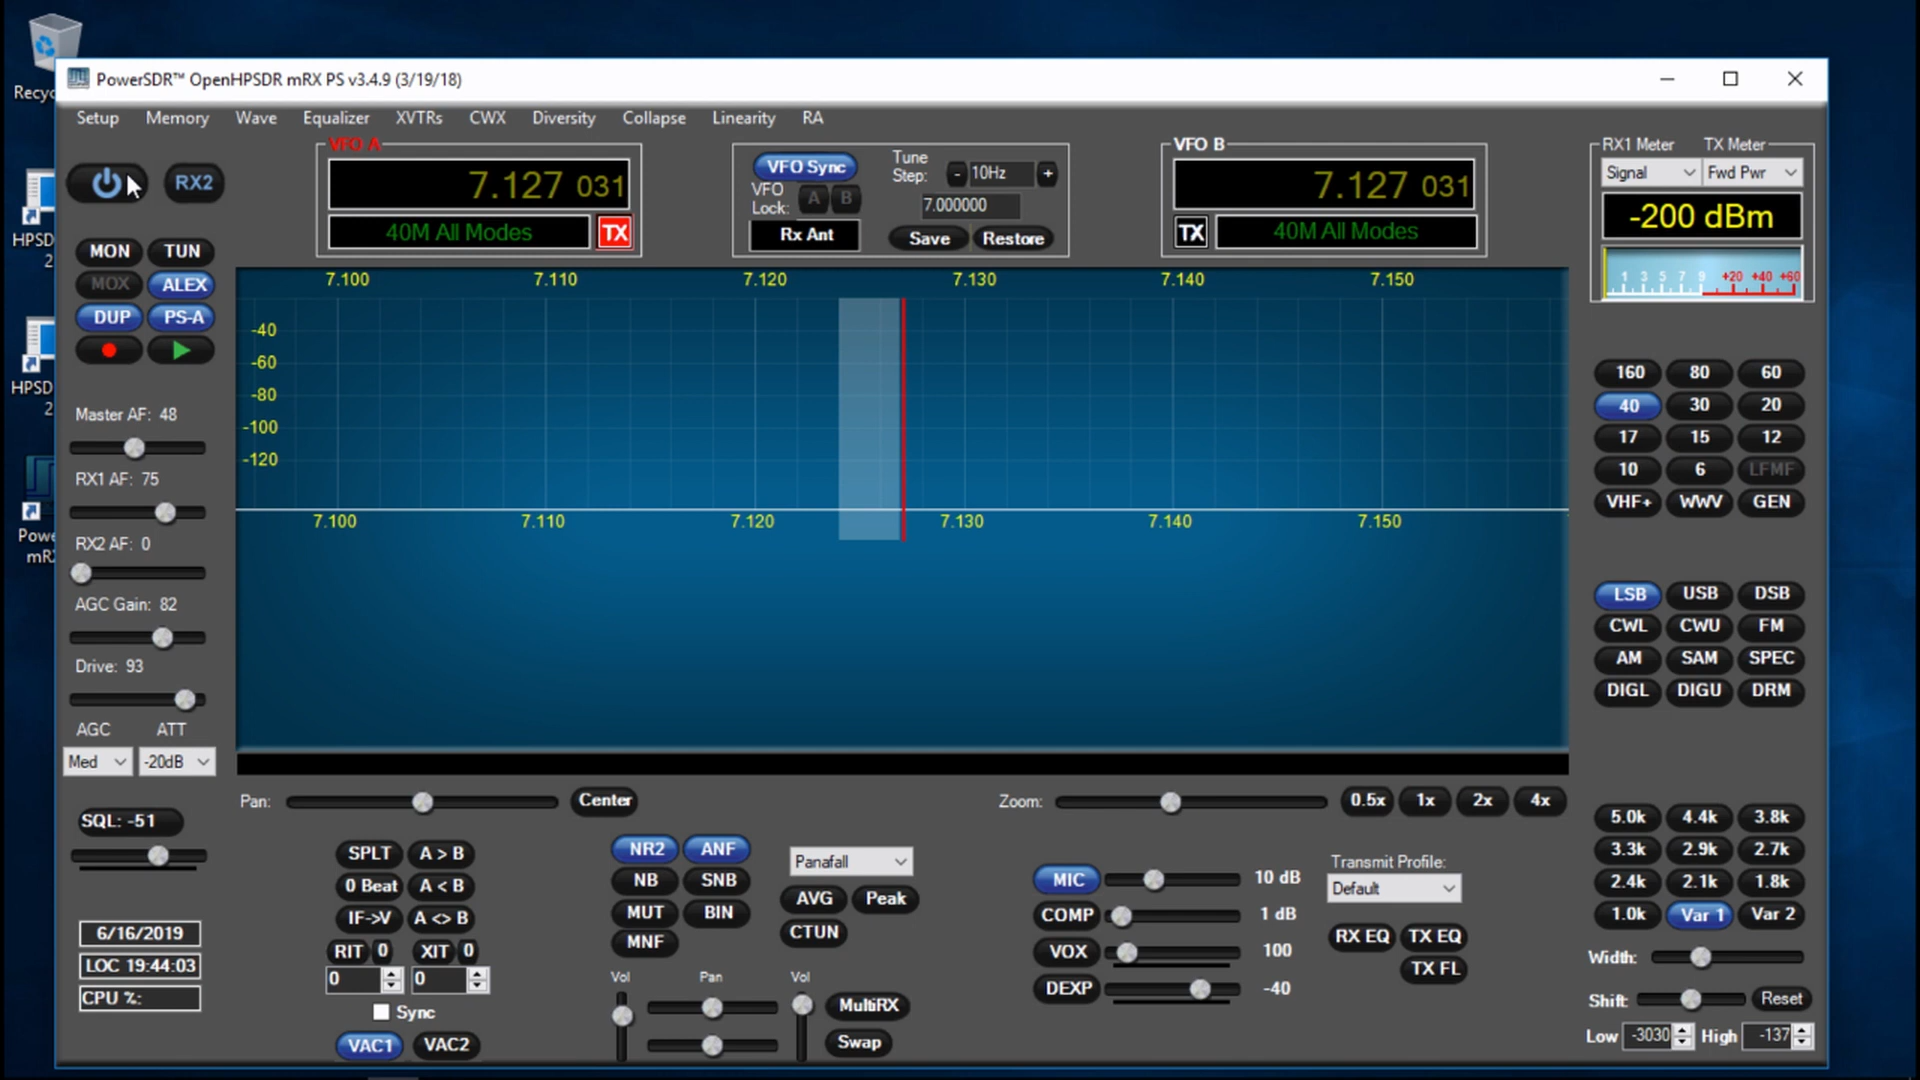 Recyc
HPSD
2
HPSD
2
Powe
mRX
PowerSDR™ OpenHPSDR mRX PS v3.4.9 (3/19/18)
Setup Memory Wave Equalizer XVTRs CWX Diversity Collapse Linearity RA
RX2
MON TUN
MOX ALEX
DUP PS-A
Master AF: 48
RX1 AF: 75
RX2 AF: 0
AGC Gain: 82
Drive: 93
AGC ATT
Med -20dB
SQL: -51
6/16/2019
LOC 19:44:03
CPU %:
VFO A
7.127 031
40M All Modes TX
VFO Sync
VFO Lock: A B
Rx Ant
Tune Step: - 10Hz +
7.000000
Save Restore
VFO B
7.127 031
TX 40M All Modes
RX1 Meter TX Meter
Signal Fwd Pwr
-200 dBm
1 3 5 7 9 +20 +40 +60
7.100 7.110 7.120 7.130 7.140 7.150
-40
-60
-80
-100
-120
7.100 7.110 7.120 7.130 7.140 7.150
160 80 60
40 30 20
17 15 12
10 6 LFMF
VHF+ WWV GEN
LSB USB DSB
CWL CWU FM
AM SAM SPEC
DIGL DIGU DRM
Pan: Center
Zoom: 0.5x 1x 2x 4x
SPLT A > B
0 Beat A < B
IF->V A <> B
RIT 0 XIT 0
0 0
Sync
VAC1 VAC2
NR2 ANF
NB SNB
MUT BIN
MNF
Panafall
AVG Peak
CTUN
Vol Pan Vol
MultiRX
Swap
MIC 10 dB
COMP 1 dB
VOX 100
DEXP -40
Transmit Profile:
Default
RX EQ TX EQ
TX FL
5.0k 4.4k 3.8k
3.3k 2.9k 2.7k
2.4k 2.1k 1.8k
1.0k Var 1 Var 2
Width:
Shift: Reset
Low -3030 High -137